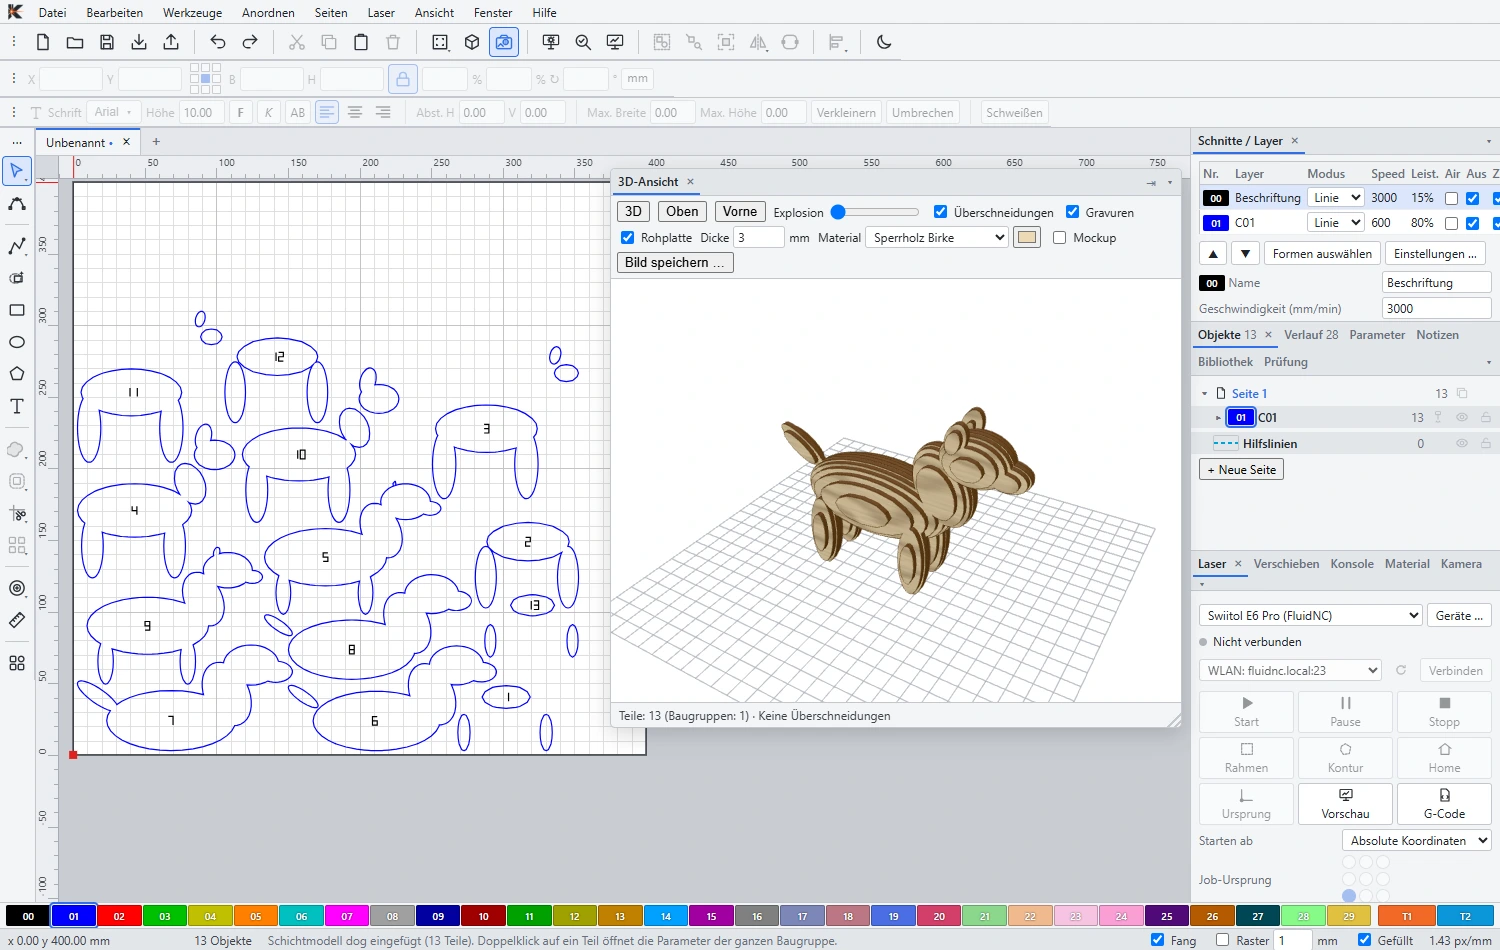 Datei Bearbeiten Werkzeuge Anordnen Seiten Laser Ansicht Fenster Hilfe
X Y B H % % ° mm
Schrift Arial Höhe 10.00 F K AB Abst. H 0.00 V 0.00 Max. Breite 0.00 Max. Höhe 0.00 Verkleinern Umbrechen Schweißen
Unbenannt • × +
0 50 100 150 200 250 300 350 400 450 500 550 600 650 700 750
350
300
250
200
150
100
50
0
-50
-100
12
11
3
10
4
5
2
13
9
8
1
7
6
3D-Ansicht ×
3D Oben Vorne Explosion Überschneidungen Gravuren
Rohplatte Dicke 3 mm Material Sperrholz Birke Mockup
Bild speichern ...
Teile: 13 (Baugruppen: 1) · Keine Überschneidungen
Schnitte / Layer ×
Nr. Layer Modus Speed Leist. Air Aus Z
00 Beschriftung Linie 3000 15%
01 C01 Linie 600 80%
▲ ▼ Formen auswählen Einstellungen ...
00 Name Beschriftung
Geschwindigkeit (mm/min) 3000
Objekte 13 × Verlauf 28 Parameter Notizen
Bibliothek Prüfung
Seite 1 13
01 C01 13
Hilfslinien 0
+ Neue Seite
Laser × Verschieben Konsole Material Kamera
Swiitol E6 Pro (FluidNC) Geräte ...
Nicht verbunden
WLAN: fluidnc.local:23 Verbinden
Start Pause Stopp
Rahmen Kontur Home
Ursprung Vorschau G-Code
Starten ab Absolute Koordinaten
Job-Ursprung
00 01 02 03 04 05 06 07 08 09 10 11 12 13 14 15 16 17 18 19 20 21 22 23 24 25 26 27 28 29 T1 T2
x 0.00 y 400.00 mm 13 Objekte Schichtmodell dog eingefügt (13 Teile). Doppelklick auf ein Teil öffnet die Parameter der ganzen Baugruppe. Fang Raster 1 mm Gefüllt 1.43 px/mm